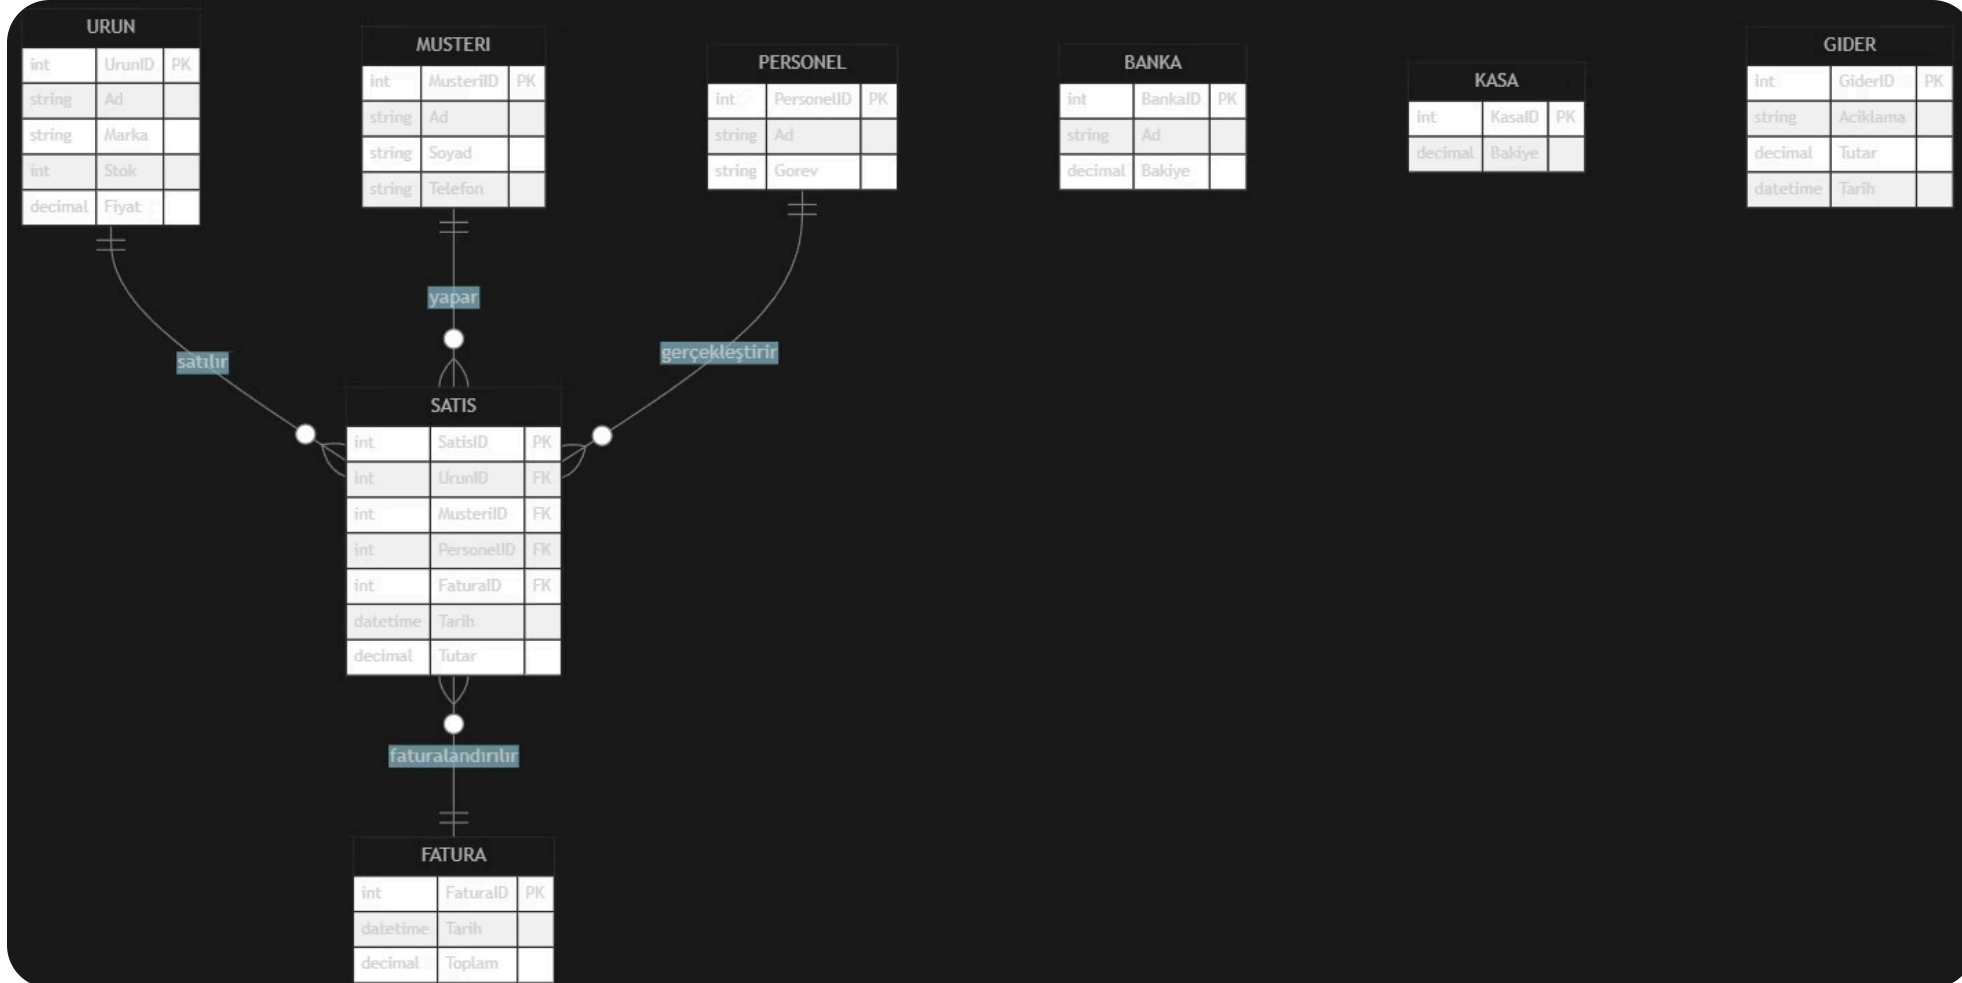 URUN
int UrunID PK
string Ad
string Marka
int Stok
decimal Fiyat
MUSTERI
int MusteriID PK
string Ad
string Soyad
string Telefon
PERSONEL
int PersonelID PK
string Ad
string Gorev
BANKA
int BankaID PK
string Ad
decimal Bakiye
KASA
int KasaID PK
decimal Bakiye
GIDER
int GiderID PK
string Aciklama
decimal Tutar
datetime Tarih
yapar
satılır
gerçekleştirir
SATIS
int SatisID PK
int UrunID FK
int MusteriID FK
int PersonelID FK
int FaturaID FK
datetime Tarih
decimal Tutar
faturalandırılır
FATURA
int FaturaID PK
datetime Tarih
decimal Toplam